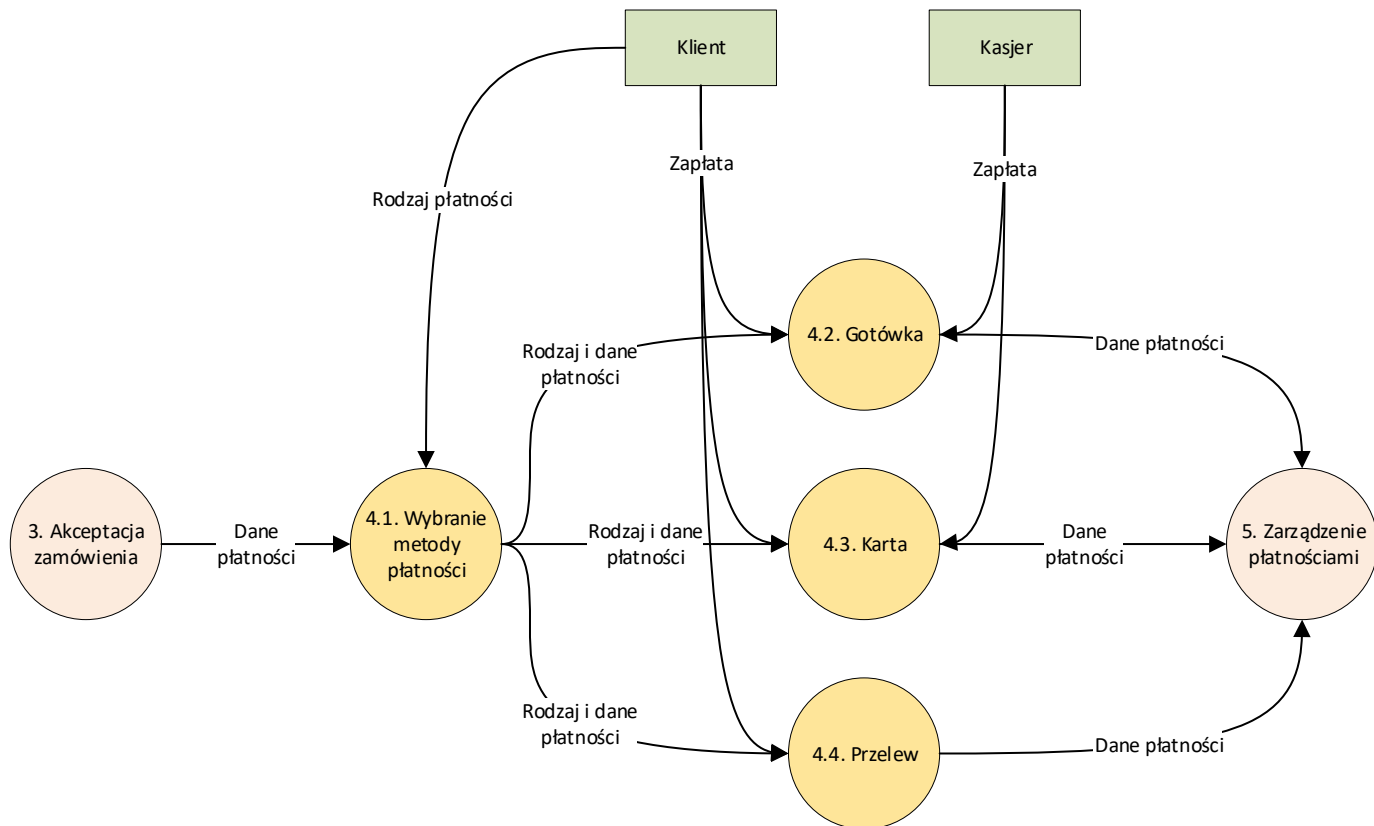 Klient
Kasjer
Zapłata
Zapłata
Rodzaj płatności
4.2. Gotówka
Dane płatności
Rodzaj i dane
płatności
3. Akceptacja
zamówienia
Dane
płatności
4.1. Wybranie
metody
płatności
Rodzaj i dane
płatności
4.3. Karta
Dane
płatności
5. Zarządzenie
płatnościami
Rodzaj i dane
płatności
4.4. Przelew
Dane płatności